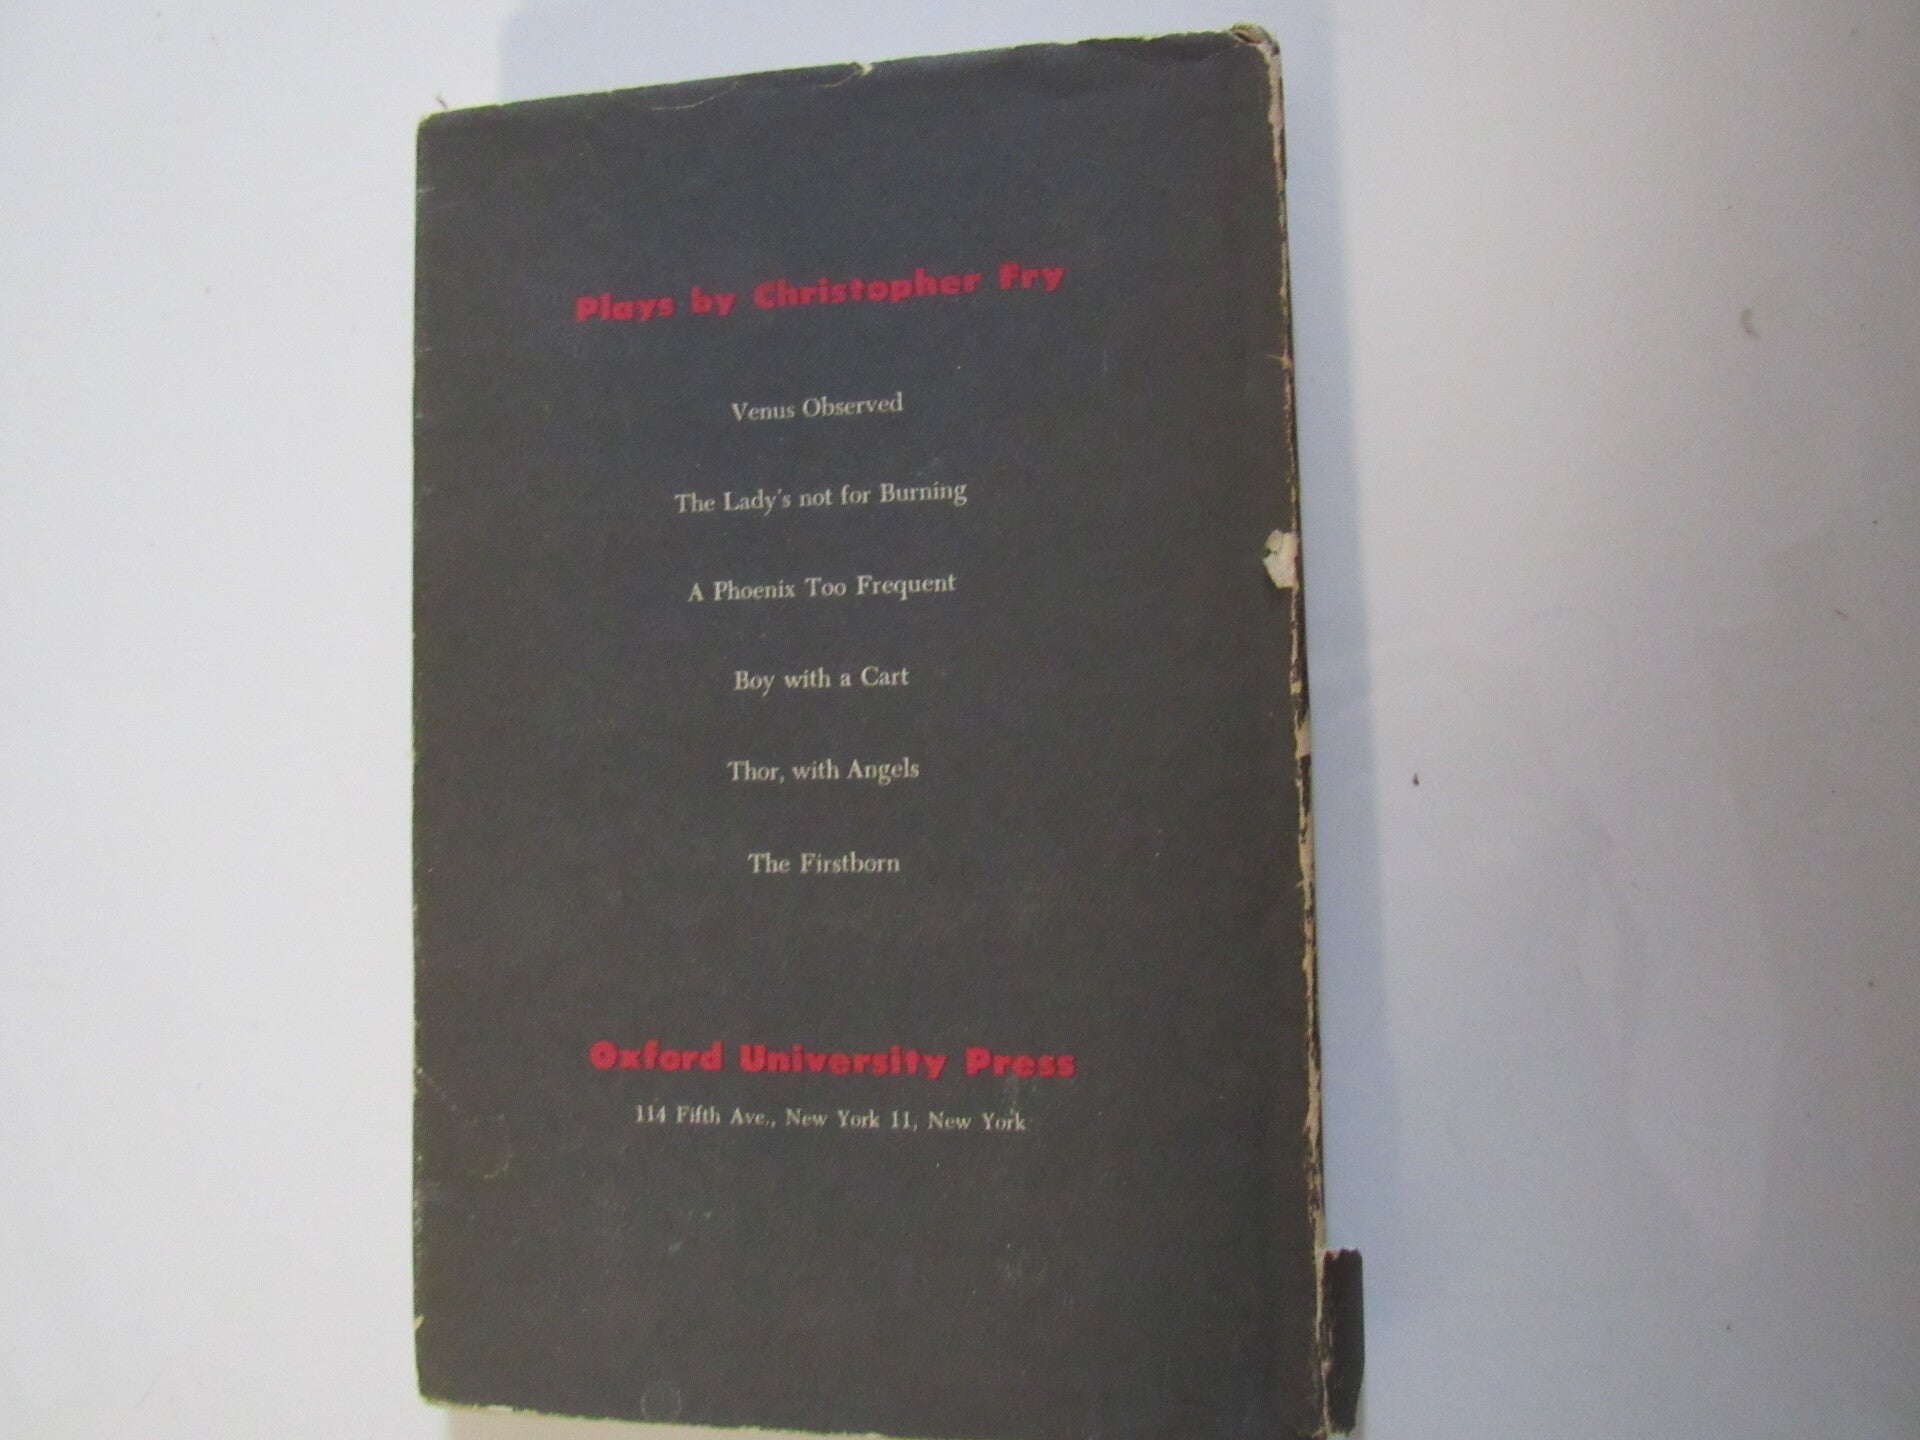 Plays by Christopher Fry
Venus Observed
The Lady's not for Burning
A Phoenix Too Frequent
Boy with a Cart
Thor, with Angels
The Firstborn
Oxford University Press
114 Fifth Ave., New York 11, New York